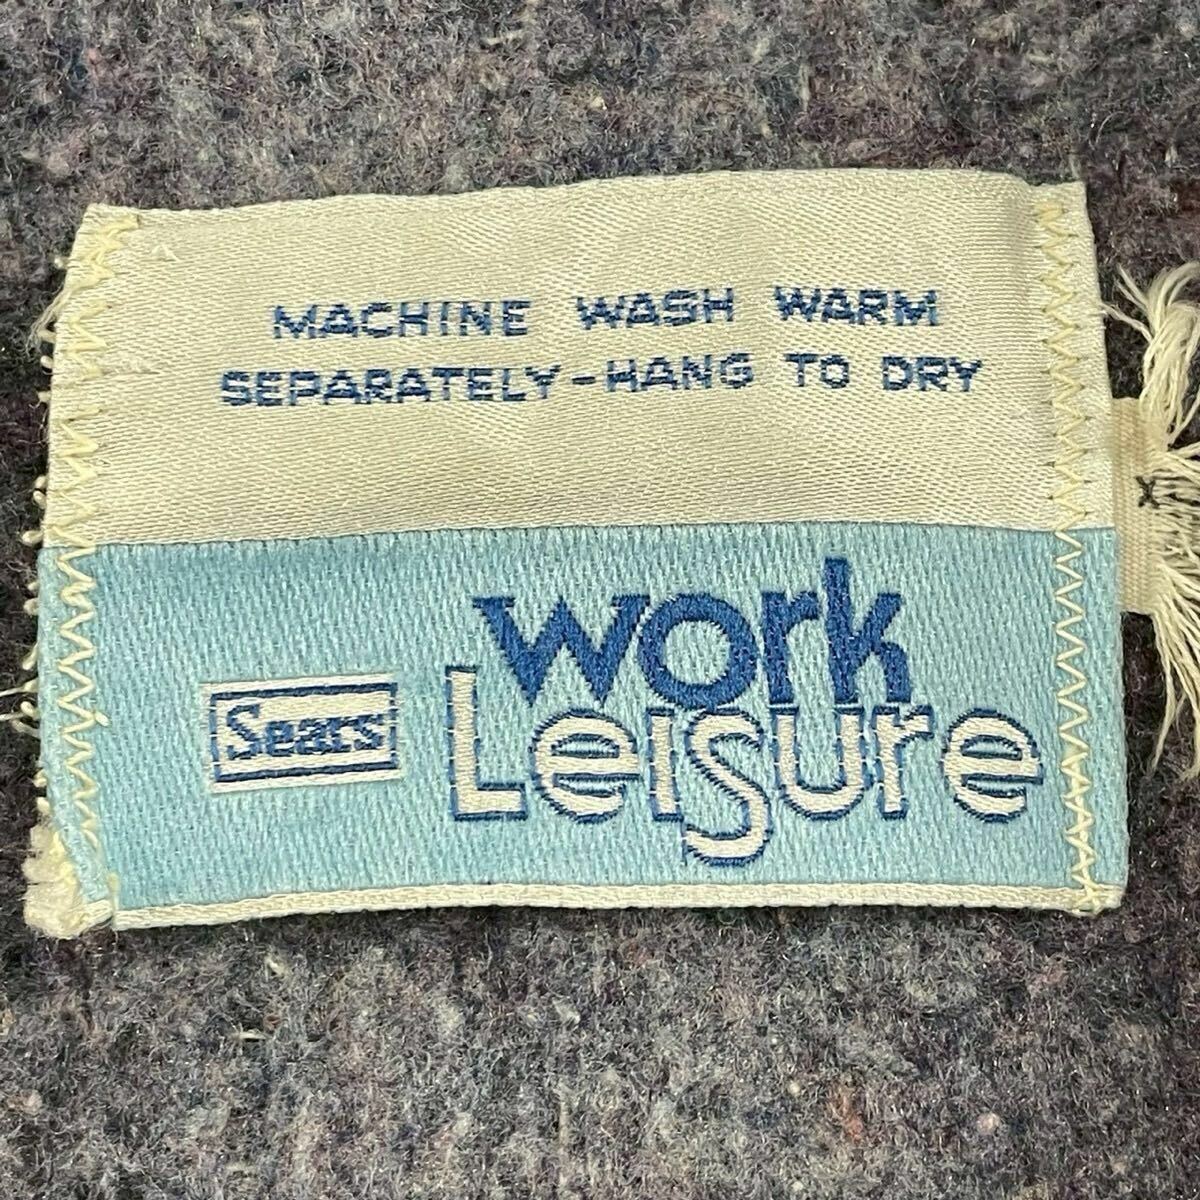 MACHINE WASH WARM
SEPARATELY-HANG TO DRY
Sears
work
Leisure
X